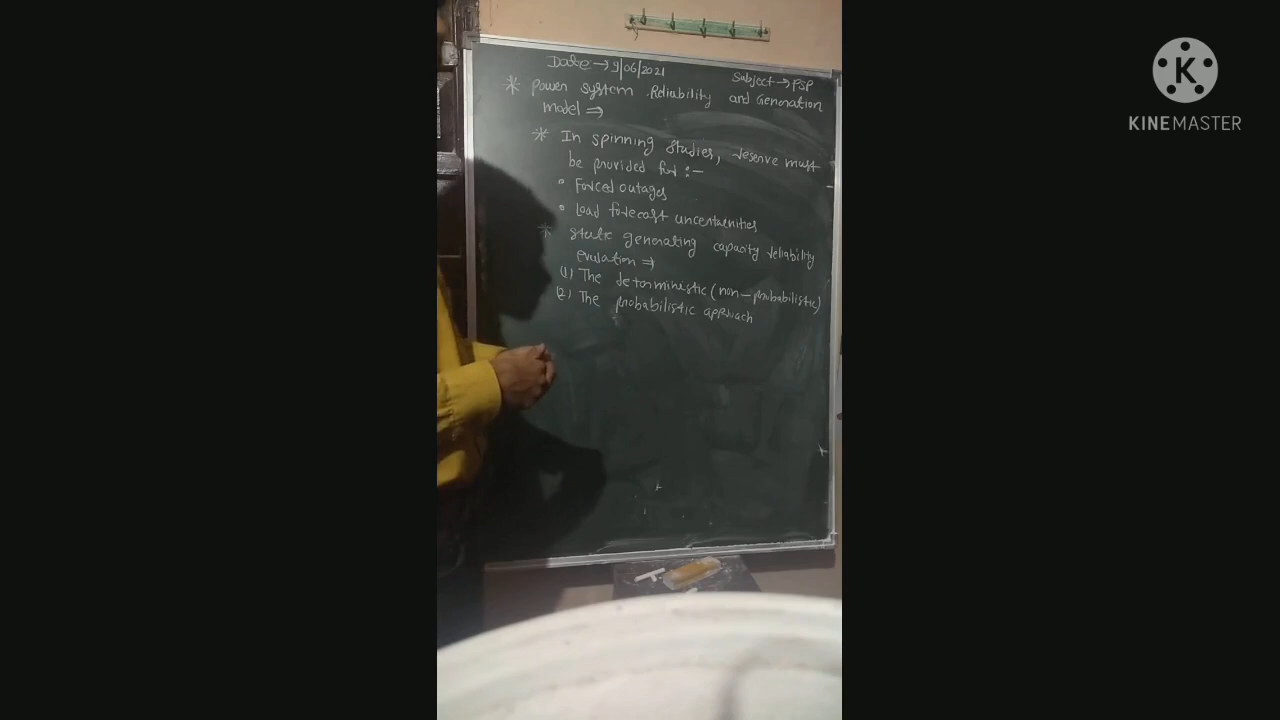 Date → 9/06/2021
Subject → PSP
* Power system Reliability and Generation
model ⇒
* In spinning studies, reserve must
be provided for :-
• Forced outages
• Load forecast uncertainities
* Static generating capacity reliability
evulation ⇒
(1) The deterministic (non-probabilistic)
(2) The probabilistic approach
K
KINEMASTER